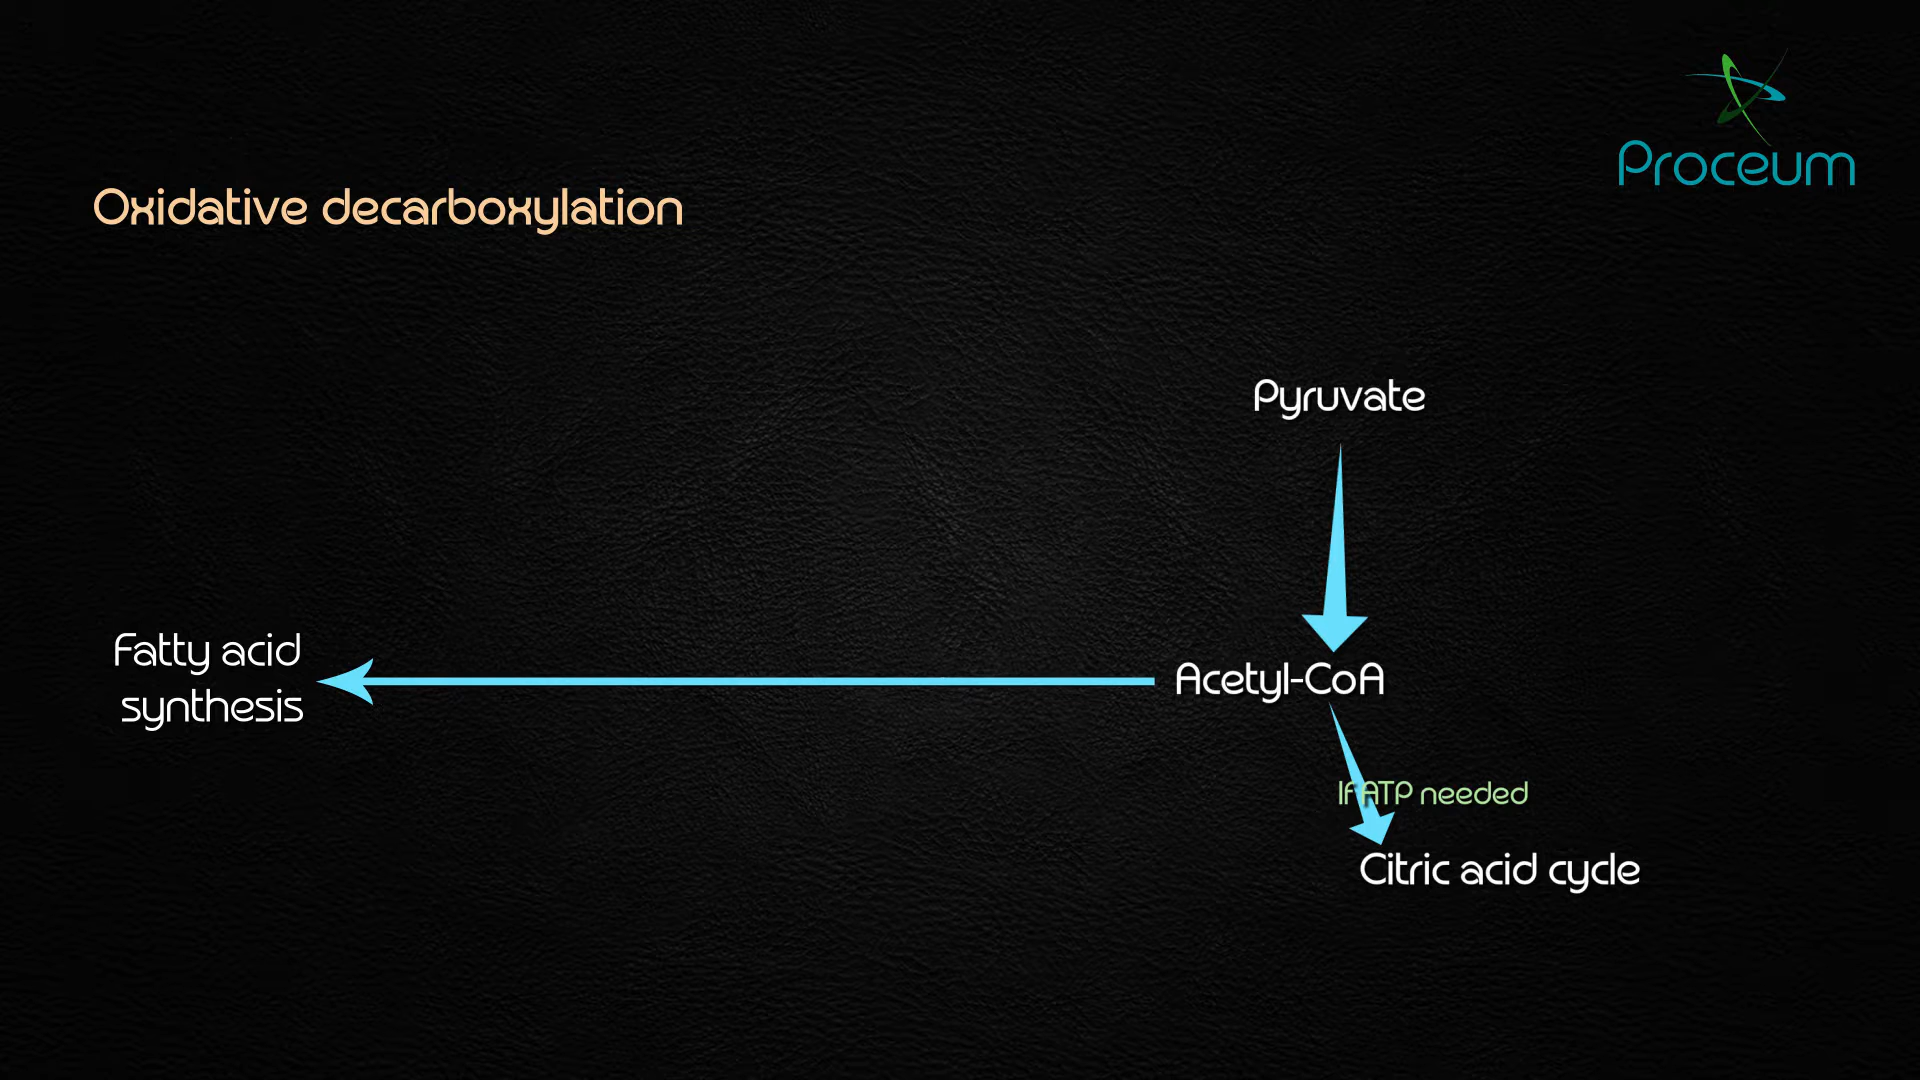 Proceum
Oxidative decarboxylation
Pyruvate
Fatty acid
synthesis
Acetyl-CoA
If ATP needed
Citric acid cycle